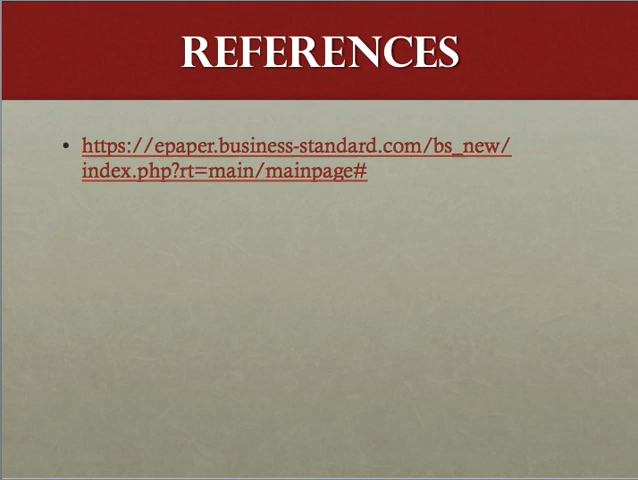 REFERENCES
• https://epaper.business-standard.com/bs_new/
index.php?rt=main/mainpage#